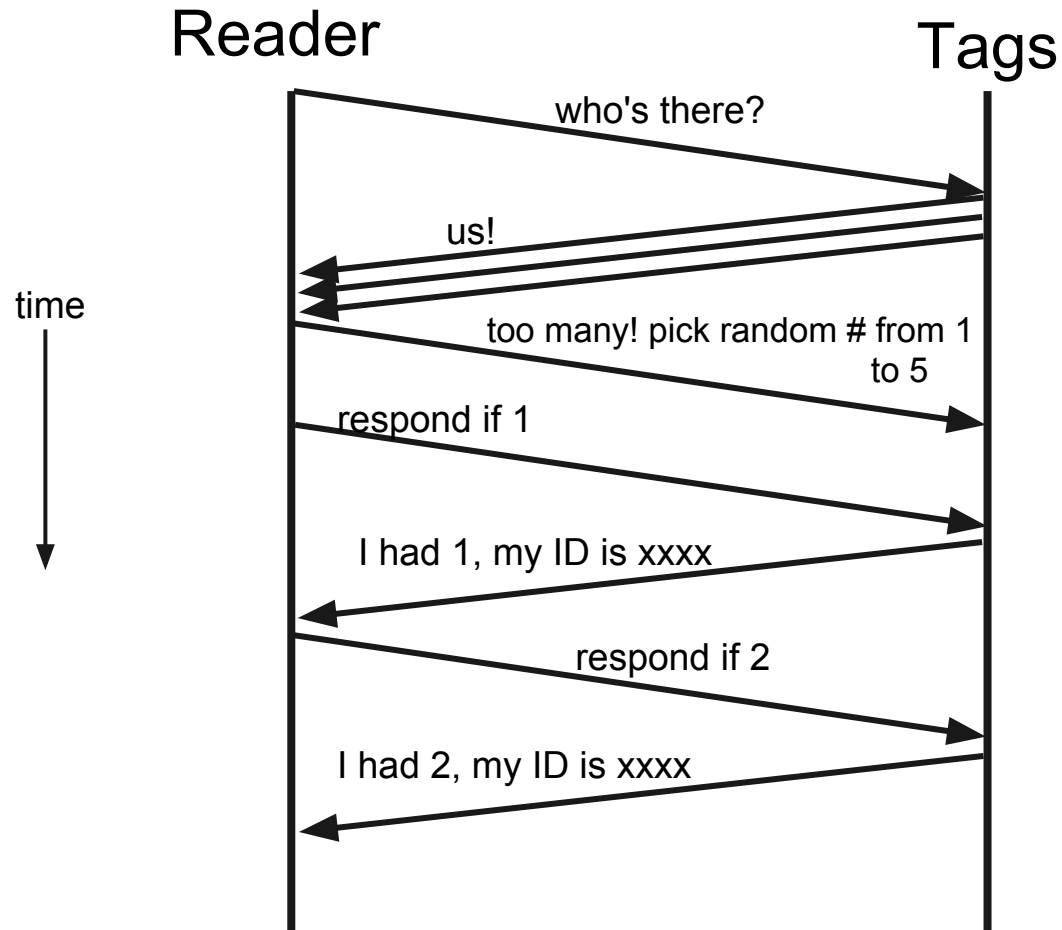 Reader
Tags
who's there?
us!
time
too many! pick random # from 1
to 5
respond if 1
I had 1, my ID is xxxx
respond if 2
I had 2, my ID is xxxx